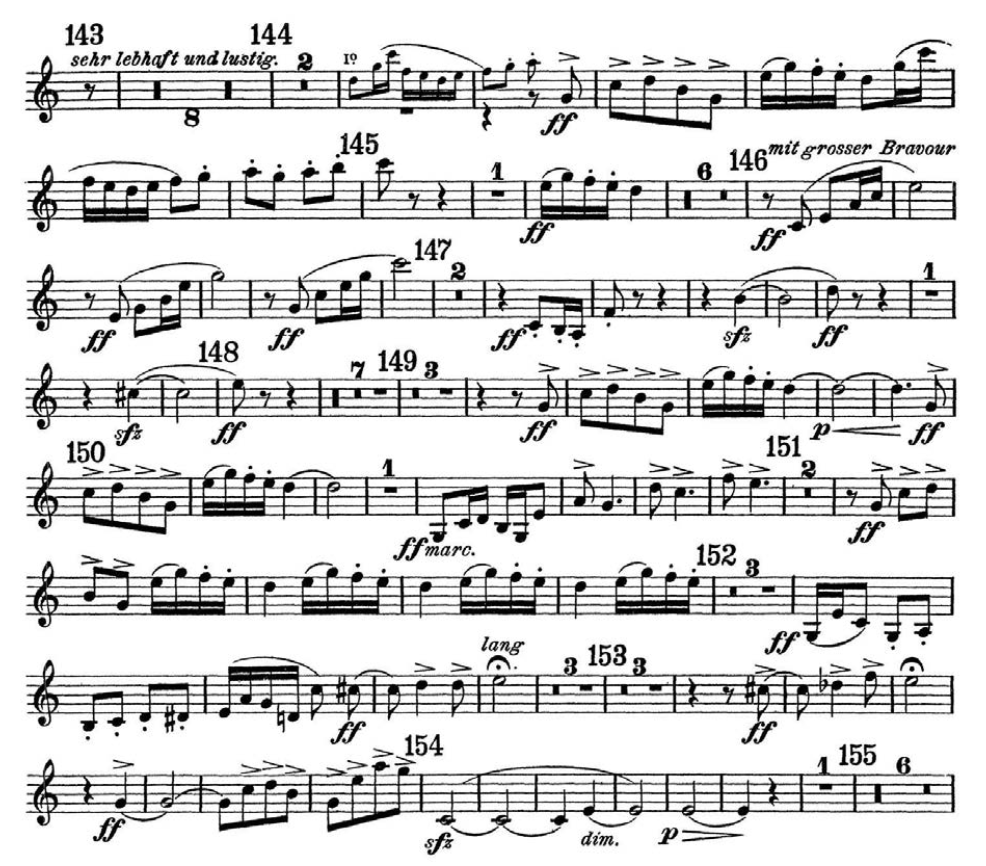 143 sehr lebhaft und lustig. 144
8 2 1o ff
145 1 ff 6 146 mit grosser Bravour ff
ff ff 147 2 ff sfz ff 1
sfz 148 ff 7 149 3 ff p ff
150 1 ff marc. 151 2 ff
152 3 ff
ff lang 3 153 3 ff
ff 154 sfz dim. p 1 155 6